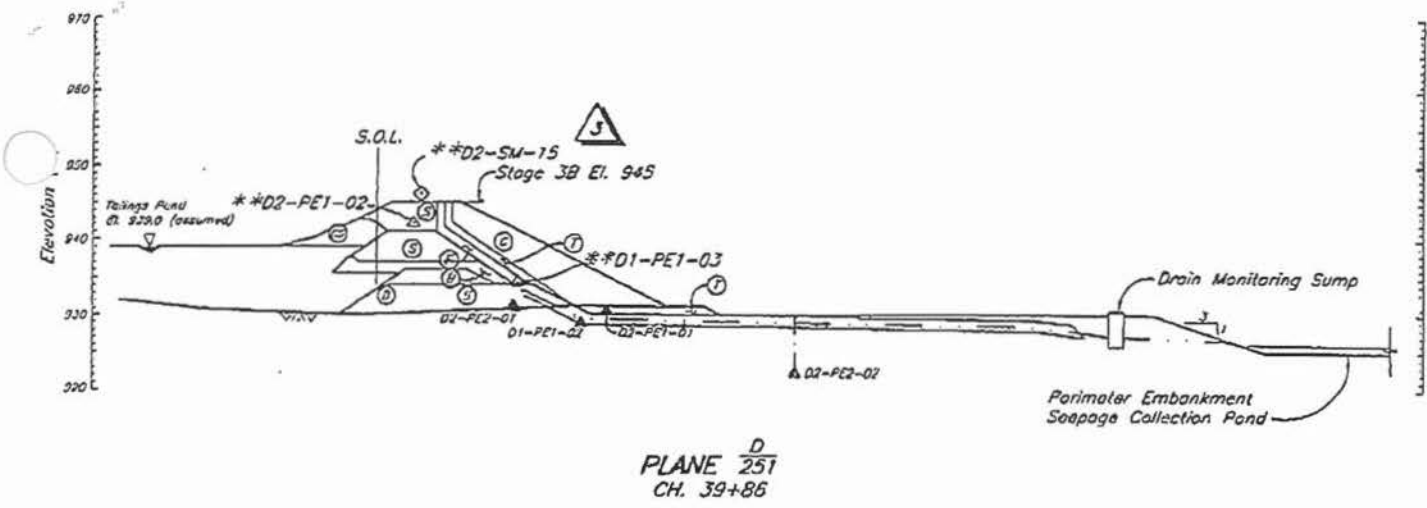 970
960
950
940
930
920
Elevation
3
S.O.L.
**D2-SM-15
Stage 3B El. 945
Tailings Pond
El. 939.0 (assumed)
**D2-PE1-02
S
S
C
T
F
**D1-PE1-03
B
D
S
T
D2-PE2-01
D1-PE1-02
D2-PE1-01
D2-PE2-02
Drain Monitoring Sump
3
1
Perimeter Embankment
Seepage Collection Pond
PLANE D
251
CH. 39+86